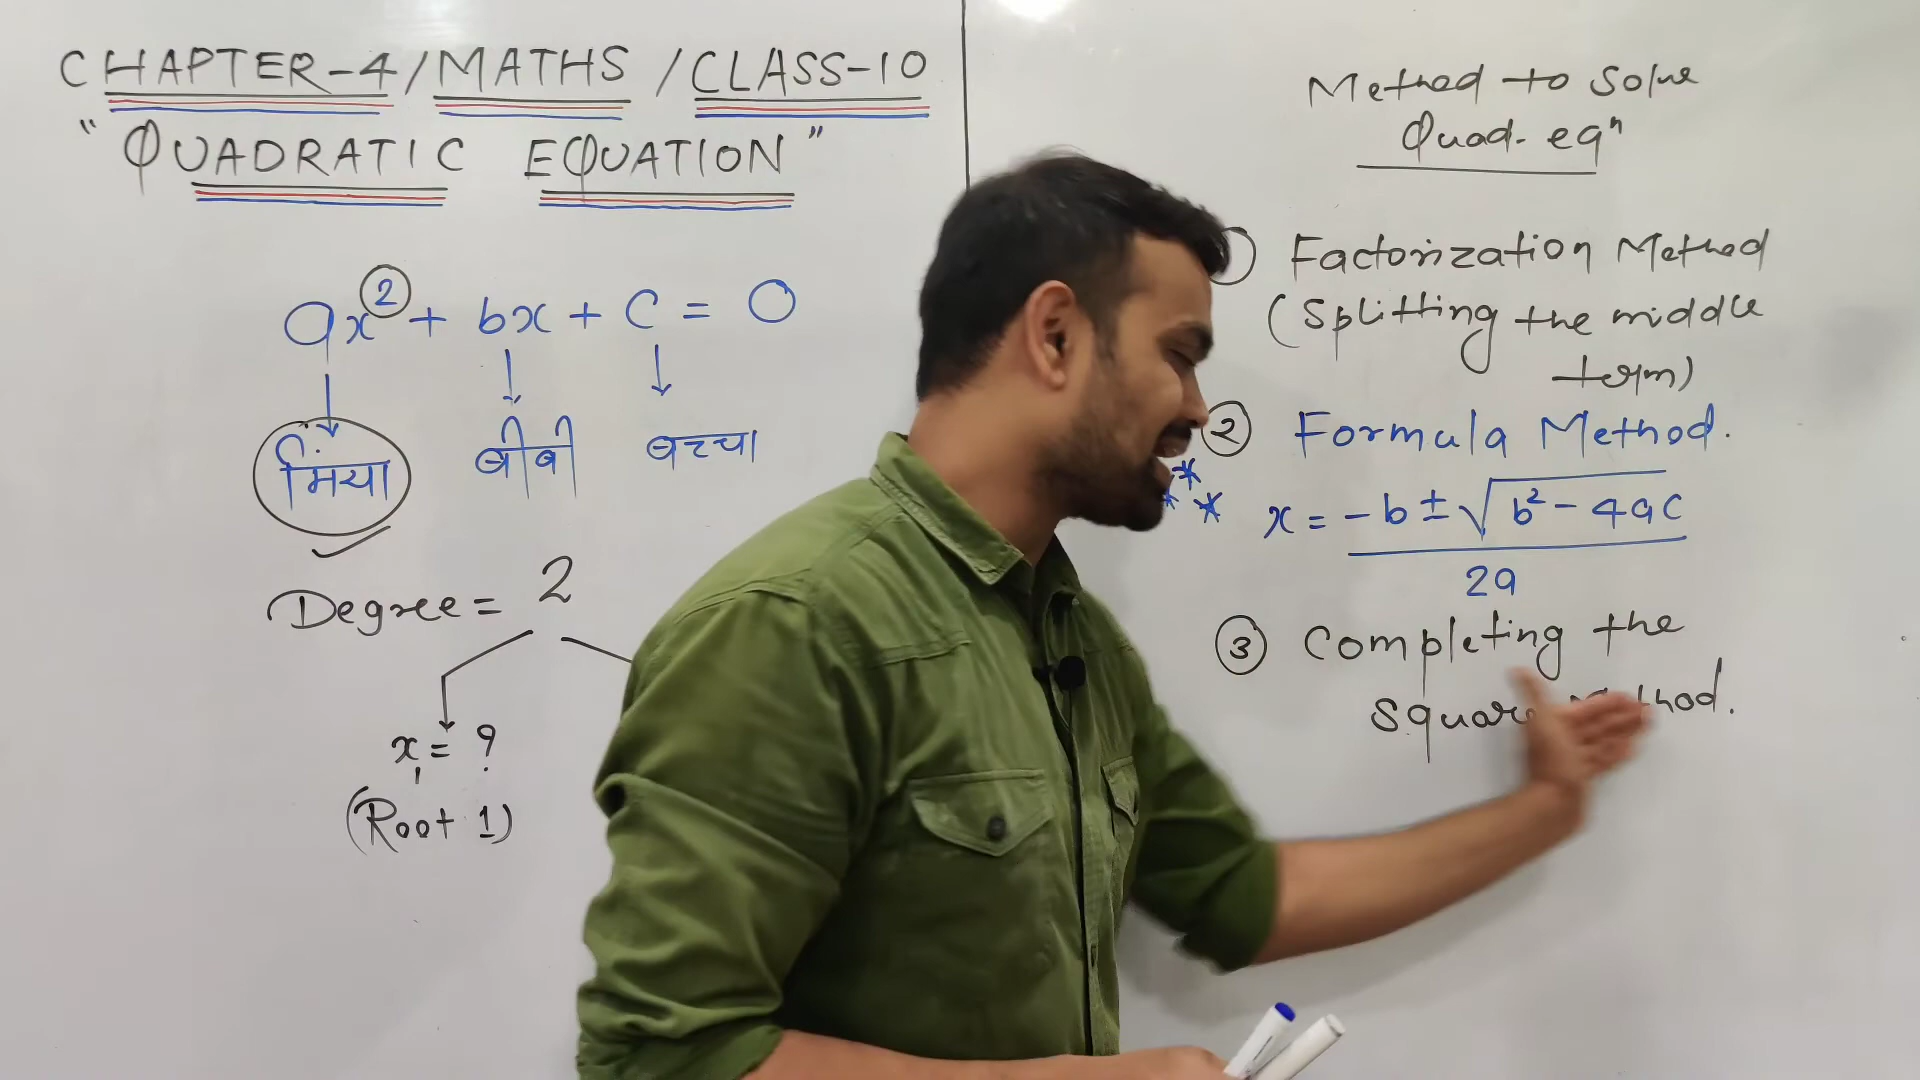 CHAPTER-4/MATHS/CLASS-10
"QUADRATIC EQUATION"
ax² + bx + c = 0
मिंया बीबी बच्चा
Degree = 2
x₁ = ?
(Root 1)
Method to Solve
Quad. eqⁿ
Factorization Method
(Splitting the middle
term)
② Formula Method.
x = -b ± √b² - 4ac
2a
③ Completing the
square Method.